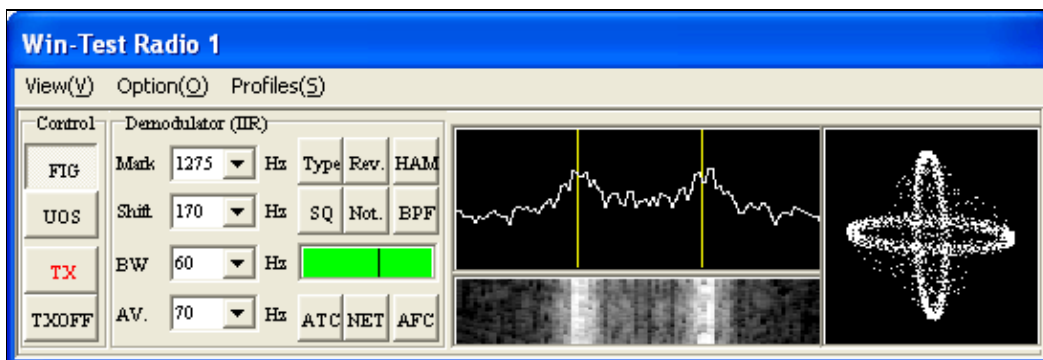 Win-Test Radio 1
View(V) Option(O) Profiles(S)
Control Demodulator (IIR)
FIG Mark 1275 Hz Type Rev. HAM
UOS Shift 170 Hz SQ Not. BPF
TX BW 60 Hz
TXOFF AV. 70 Hz ATC NET AFC